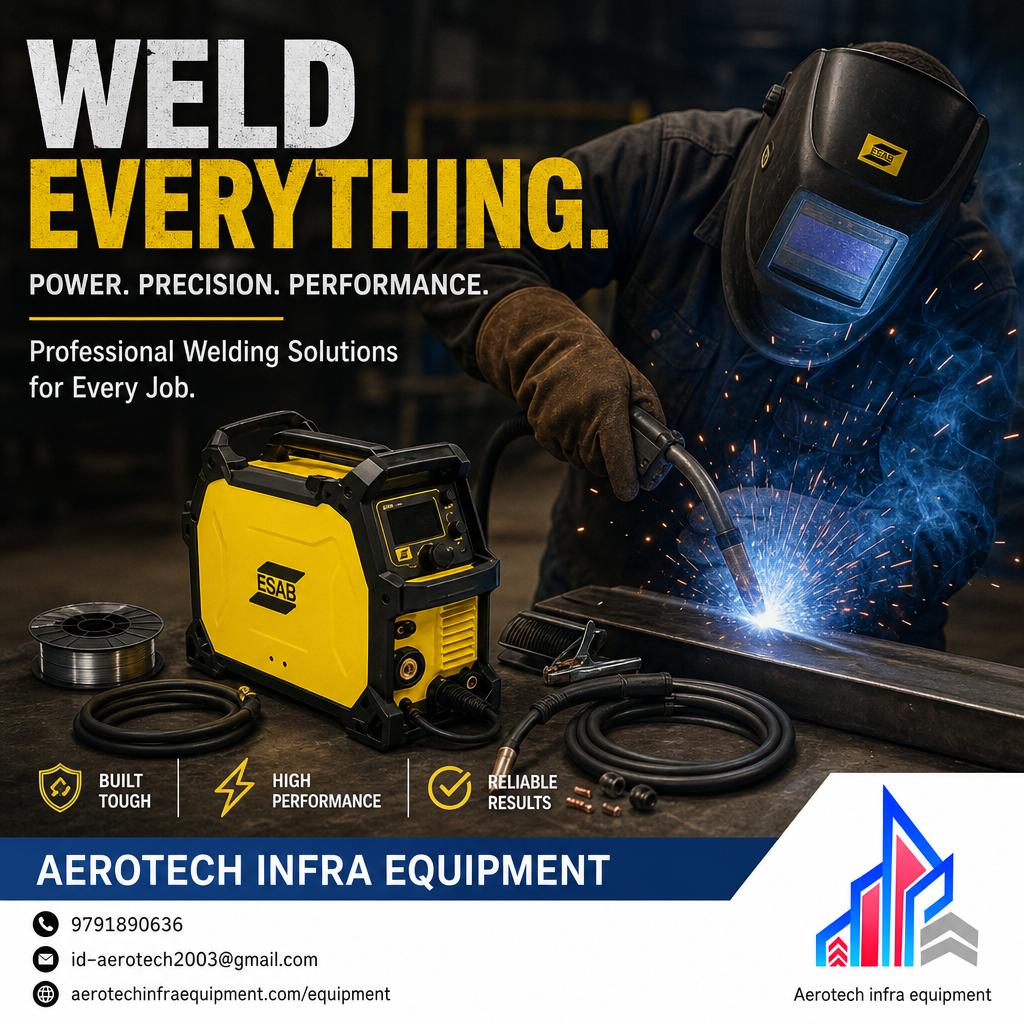 WELD
EVERYTHING.
POWER. PRECISION. PERFORMANCE.
Professional Welding Solutions
for Every Job.
ESAB
ESAB
BUILT
TOUGH
HIGH
PERFORMANCE
RELIABLE
RESULTS
AEROTECH INFRA EQUIPMENT
9791890636
id-aerotech2003@gmail.com
aerotechinfraequipment.com/equipment
Aerotech infra equipment